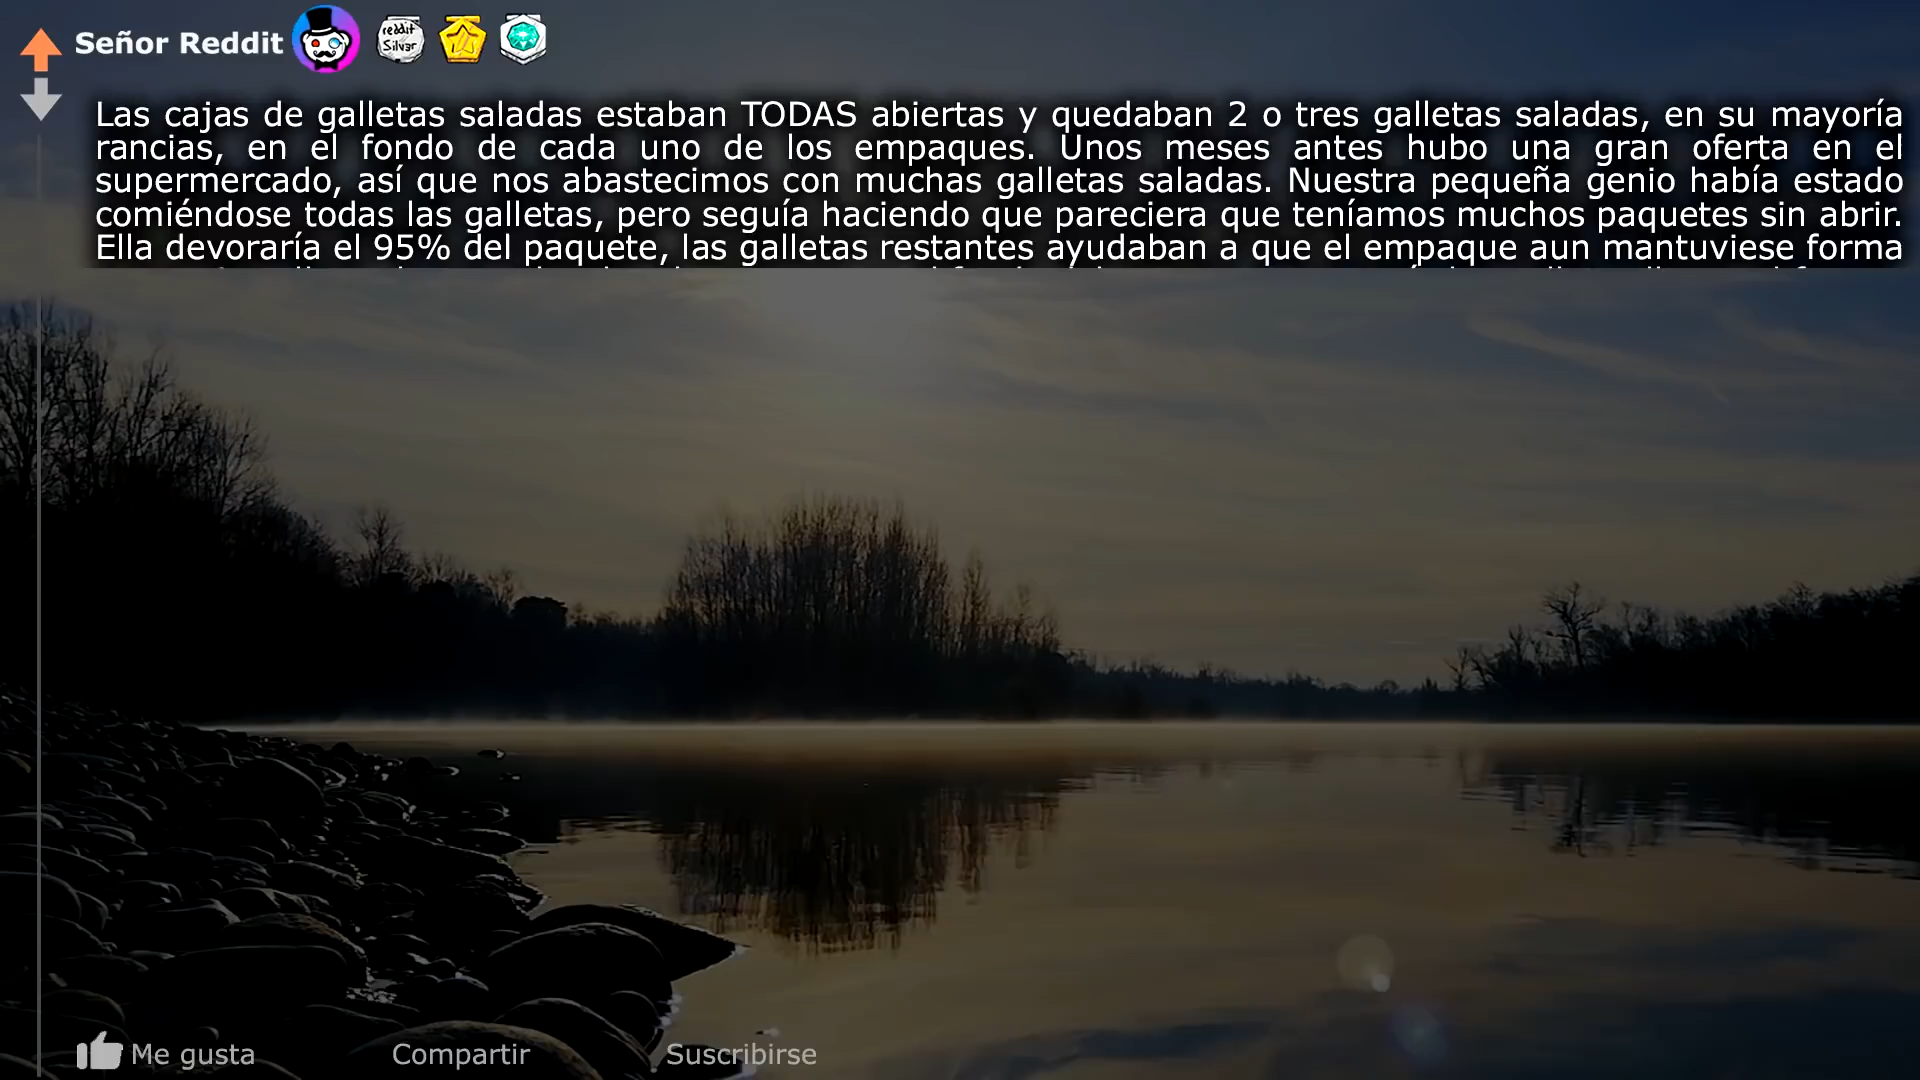 Señor Reddit
reddit
Silver
Las cajas de galletas saladas estaban TODAS abiertas y quedaban 2 o tres galletas saladas, en su mayoría
rancias, en el fondo de cada uno de los empaques. Unos meses antes hubo una gran oferta en el
supermercado, así que nos abastecimos con muchas galletas saladas. Nuestra pequeña genio había estado
comiéndose todas las galletas, pero seguía haciendo que pareciera que teníamos muchos paquetes sin abrir.
Ella devoraría el 95% del paquete, las galletas restantes ayudaban a que el empaque aun mantuviese forma
Me gusta
Compartir
Suscribirse